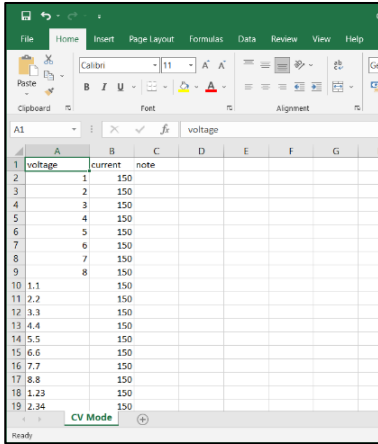 File Home Insert Page Layout Formulas Data Review View Help
Calibri 11 A A
Paste B I U A
Clipboard Font Alignment
A1 fx voltage
A B C D E F G
1 voltage current note
2 1 150
3 2 150
4 3 150
5 4 150
6 5 150
7 6 150
8 7 150
9 8 150
10 1.1 150
11 2.2 150
12 3.3 150
13 4.4 150
14 5.5 150
15 6.6 150
16 7.7 150
17 8.8 150
18 1.23 150
19 2.34 150
CV Mode
Ready